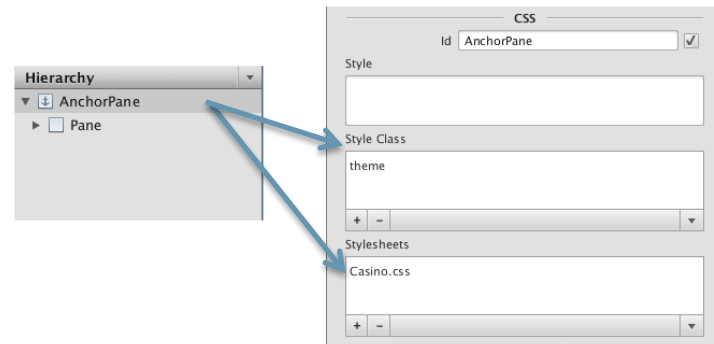 Hierarchy
AnchorPane
Pane
CSS
Id AnchorPane
Style
Style Class
theme
+ -
Stylesheets
Casino.css
+ -